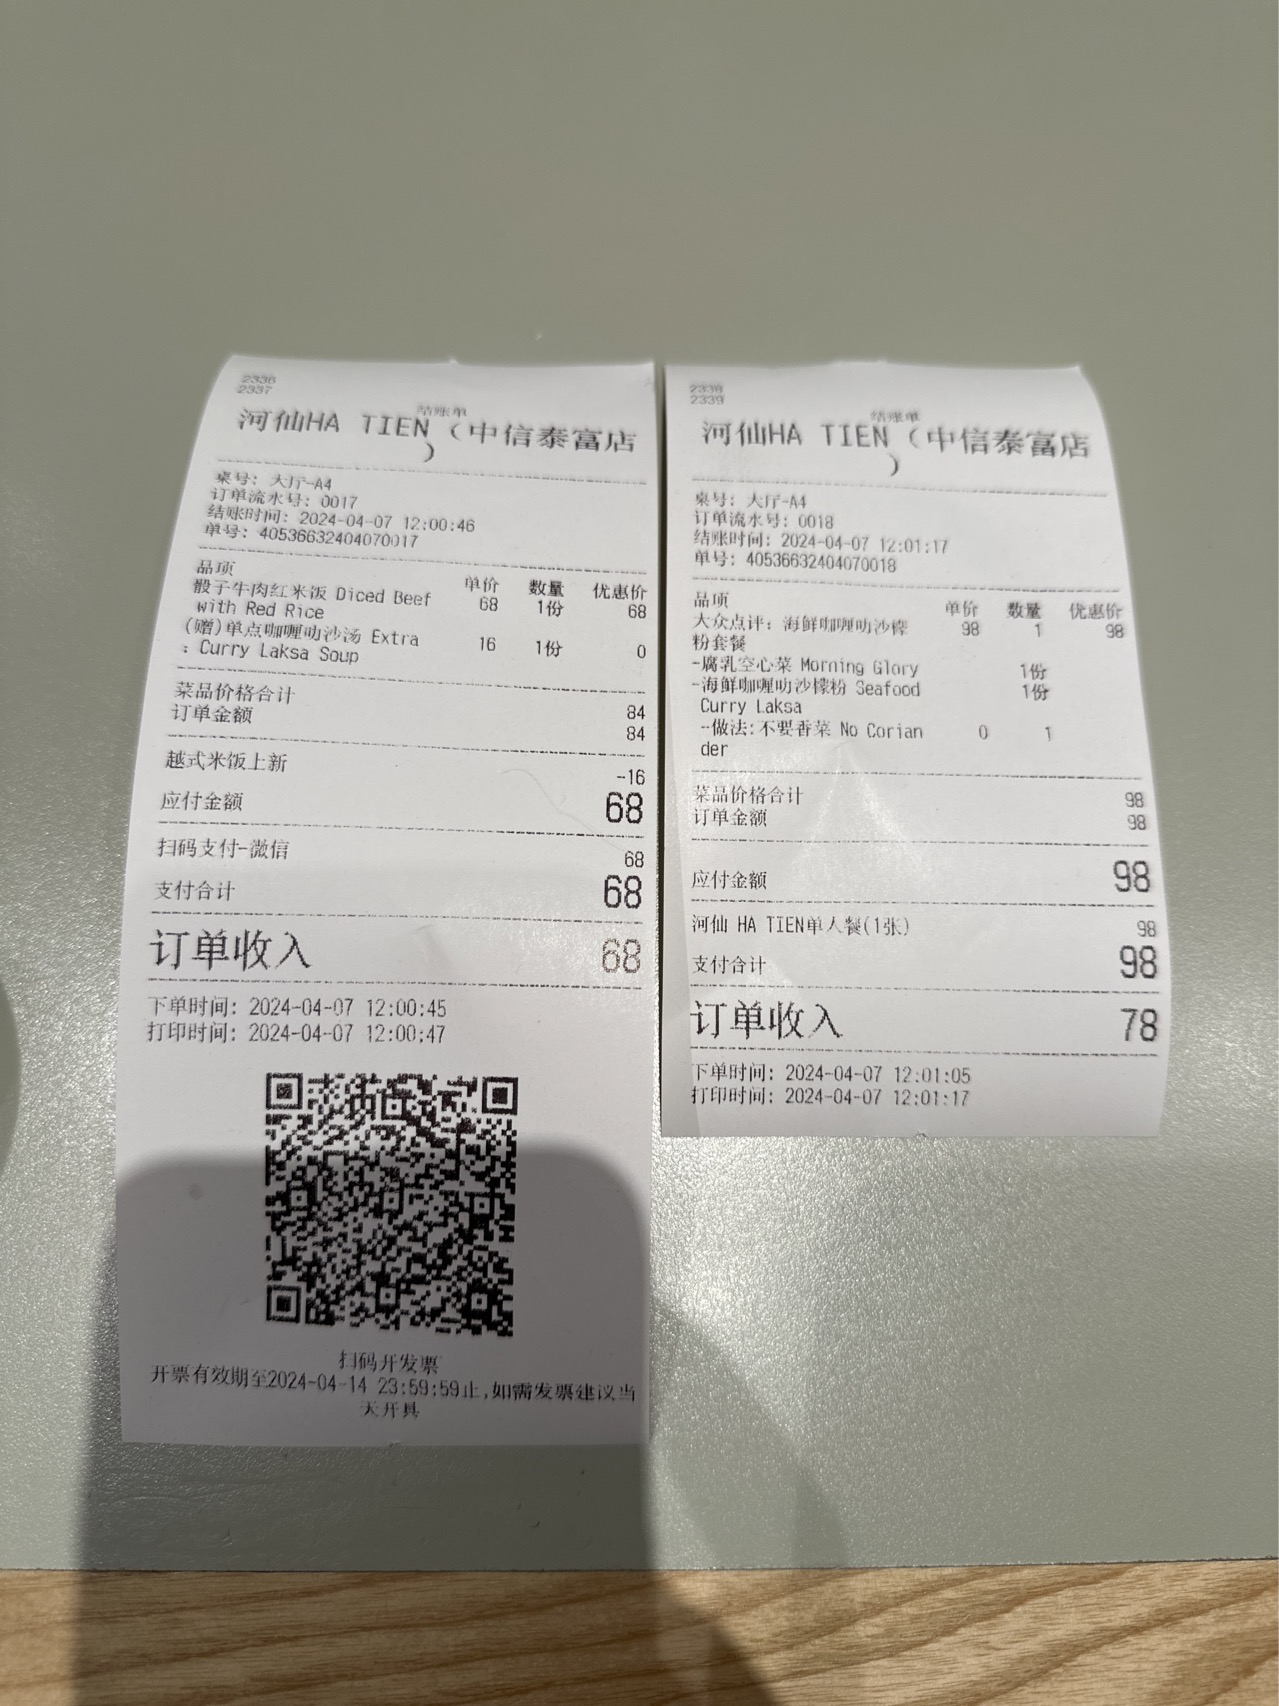 2336
2337
结账单
河仙HA TIEN（中信泰富店
）
桌号: 大厅-A4
订单流水号: 0017
结账时间: 2024-04-07 12:00:46
单号: 40536632404070017
品项 单价 数量 优惠价
骰子牛肉红米饭 Diced Beef 68 1份 68
with Red Rice
(赠)单点咖喱叻沙汤 Extra 16 1份 0
: Curry Laksa Soup
菜品价格合计 84
订单金额 84
越式米饭上新 -16
应付金额 68
扫码支付-微信 68
支付合计 68
订单收入 68
下单时间: 2024-04-07 12:00:45
打印时间: 2024-04-07 12:00:47
扫码开发票
开票有效期至2024-04-14 23:59:59止,如需发票建议当
天开具
2338
2339
结账单
河仙HA TIEN（中信泰富店
）
桌号: 大厅-A4
订单流水号: 0018
结账时间: 2024-04-07 12:01:17
单号: 40536632404070018
品项 单价 数量 优惠价
大众点评: 海鲜咖喱叻沙檬 98 1 98
粉套餐
-腐乳空心菜 Morning Glory 1份
-海鲜咖喱叻沙檬粉 Seafood 1份
Curry Laksa
--做法:不要香菜 No Corian 0 1
der
菜品价格合计 98
订单金额 98
应付金额 98
河仙 HA TIEN单人餐(1张) 98
支付合计 98
订单收入 78
下单时间: 2024-04-07 12:01:05
打印时间: 2024-04-07 12:01:17